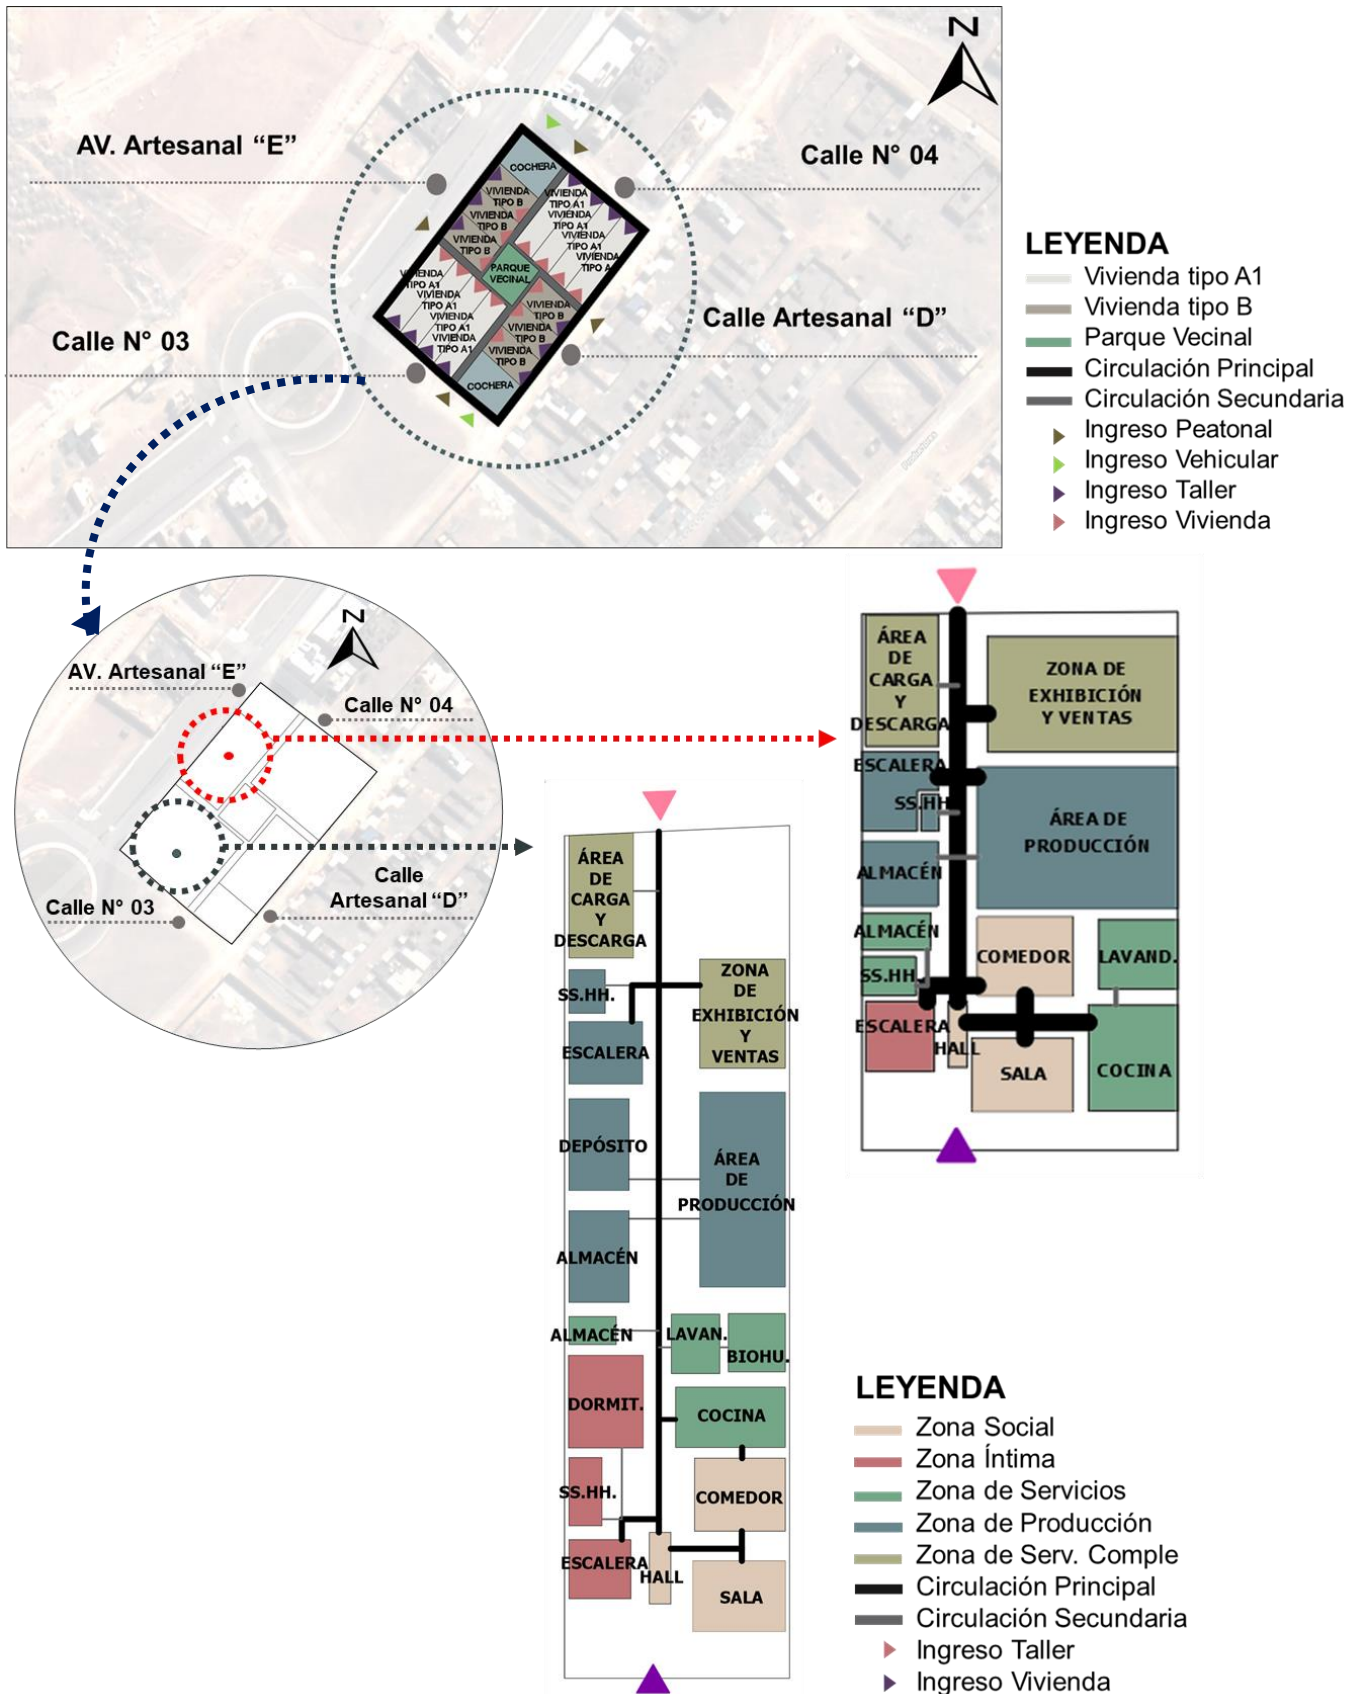 N
AV. Artesanal “E”
Calle N° 04
COCHERA
VIVIENDA
TIPO B
VIVIENDA
TIPO B
VIVIENDA
TIPO B
VIVIENDA
TIPO A1
VIVIENDA
TIPO A1
VIVIENDA
TIPO A1
VIVIENDA
TIPO A
PARQUE
VECINAL
VIVIENDA
TIPO A1
VIVIENDA
TIPO A1
VIVIENDA
TIPO A1
VIVIENDA
TIPO A1
VIVIENDA
TIPO B
VIVIENDA
TIPO B
VIVIENDA
TIPO B
COCHERA
Calle N° 03
Calle Artesanal “D”
LEYENDA
Vivienda tipo A1
Vivienda tipo B
Parque Vecinal
Circulación Principal
Circulación Secundaria
Ingreso Peatonal
Ingreso Vehicular
Ingreso Taller
Ingreso Vivienda
N
AV. Artesanal “E”
Calle N° 04
Calle N° 03
Calle
Artesanal “D”
ÁREA
DE
CARGA
Y
DESCARGA
ZONA DE
EXHIBICIÓN
Y VENTAS
ESCALERA
SS.HH
ÁREA DE
PRODUCCIÓN
ALMACÉN
ALMACÉN
SS.HH
ESCALERA
HALL
COMEDOR
LAVAND.
SALA
COCINA
ÁREA
DE
CARGA
Y
DESCARGA
SS.HH.
ZONA
DE
EXHIBICIÓN
Y
VENTAS
ESCALERA
DEPÓSITO
ÁREA
DE
PRODUCCIÓN
ALMACÉN
ALMACÉN
LAVAN.
BIOHU.
DORMIT.
COCINA
SS.HH.
COMEDOR
ESCALERA
HALL
SALA
LEYENDA
Zona Social
Zona Íntima
Zona de Servicios
Zona de Producción
Zona de Serv. Comple
Circulación Principal
Circulación Secundaria
Ingreso Taller
Ingreso Vivienda